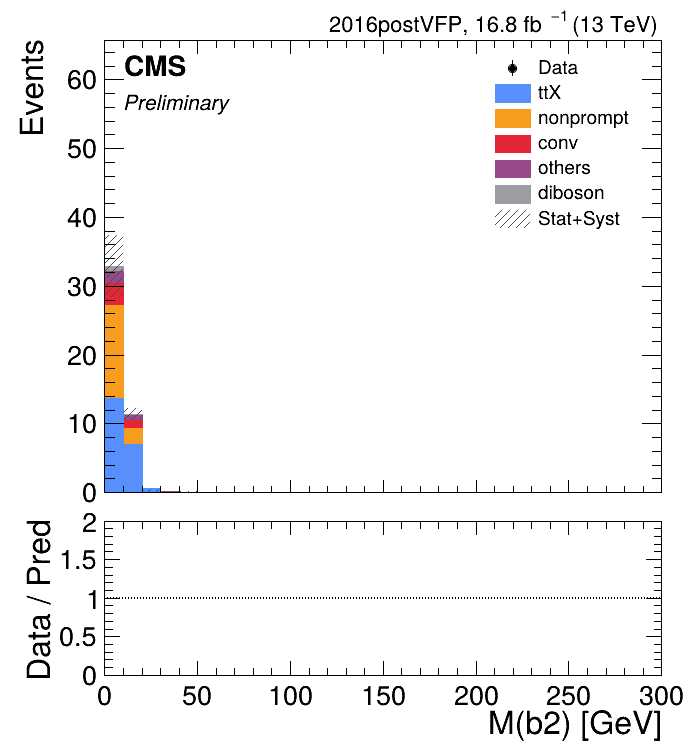 2016postVFP, 16.8 fb⁻¹ (13 TeV)
CMS
Preliminary
Events
60
50
40
30
20
10
0
Data
ttX
nonprompt
conv
others
diboson
Stat+Syst
Data / Pred
2
1.5
1
0.5
0
0 50 100 150 200 250 300
M(b2) [GeV]